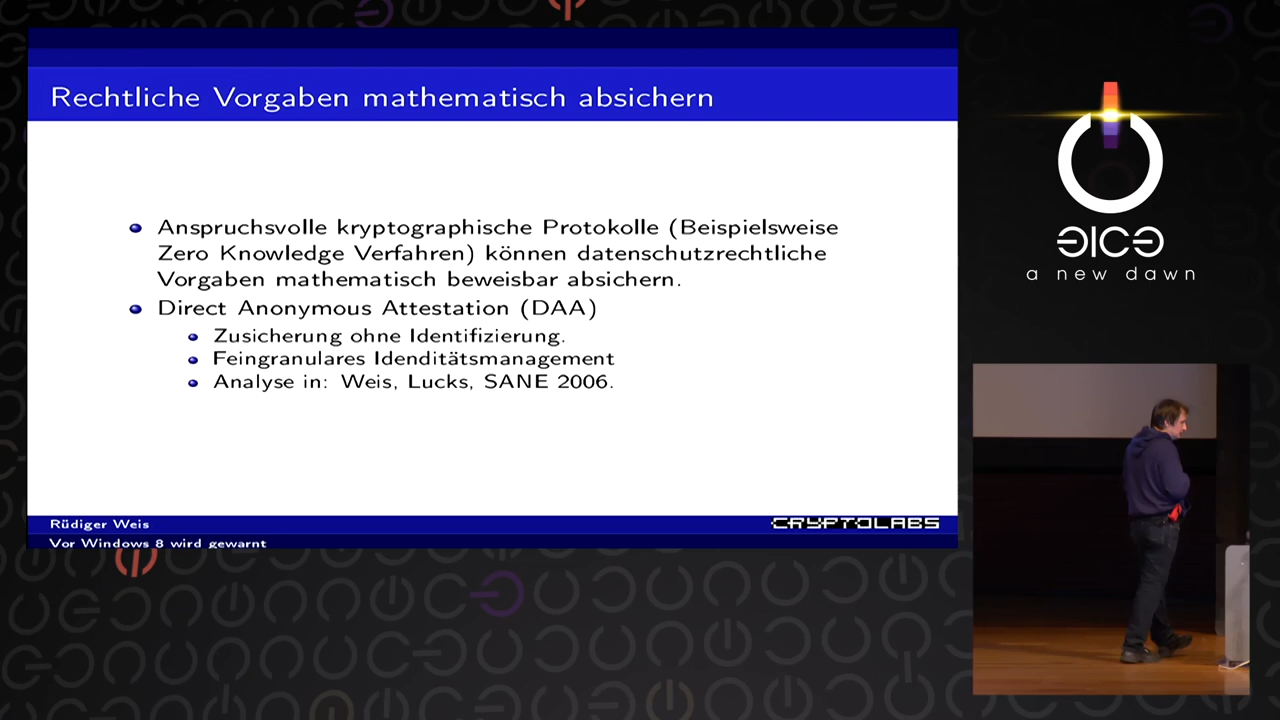 Rechtliche Vorgaben mathematisch absichern
Anspruchsvolle kryptographische Protokolle (Beispielsweise
Zero Knowledge Verfahren) können datenschutzrechtliche
Vorgaben mathematisch beweisbar absichern.
Direct Anonymous Attestation (DAA)
Zusicherung ohne Identifizierung.
Feingranulares Idenditätsmanagement
Analyse in: Weis, Lucks, SANE 2006.
Rüdiger Weis
CRYPTOLABS
Vor Windows 8 wird gewarnt
a new dawn